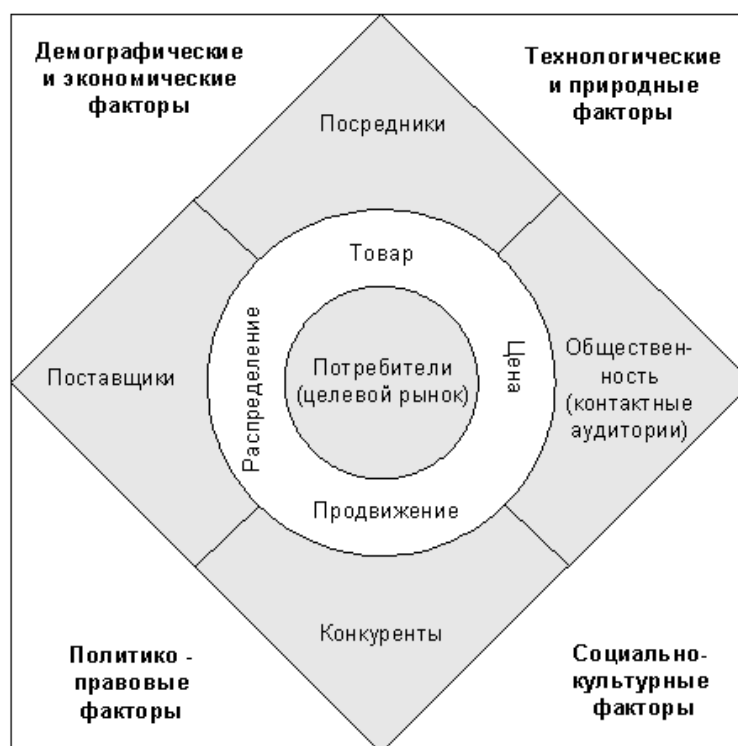 Демографические
и экономические
факторы
Технологические
и природные
факторы
Посредники
Товар
Распределение
Потребители
(целевой рынок)
Цена
Поставщики
Обществен-
ность
(контактные
аудитории)
Продвижение
Конкуренты
Политико -
правовые
факторы
Социально-
культурные
факторы